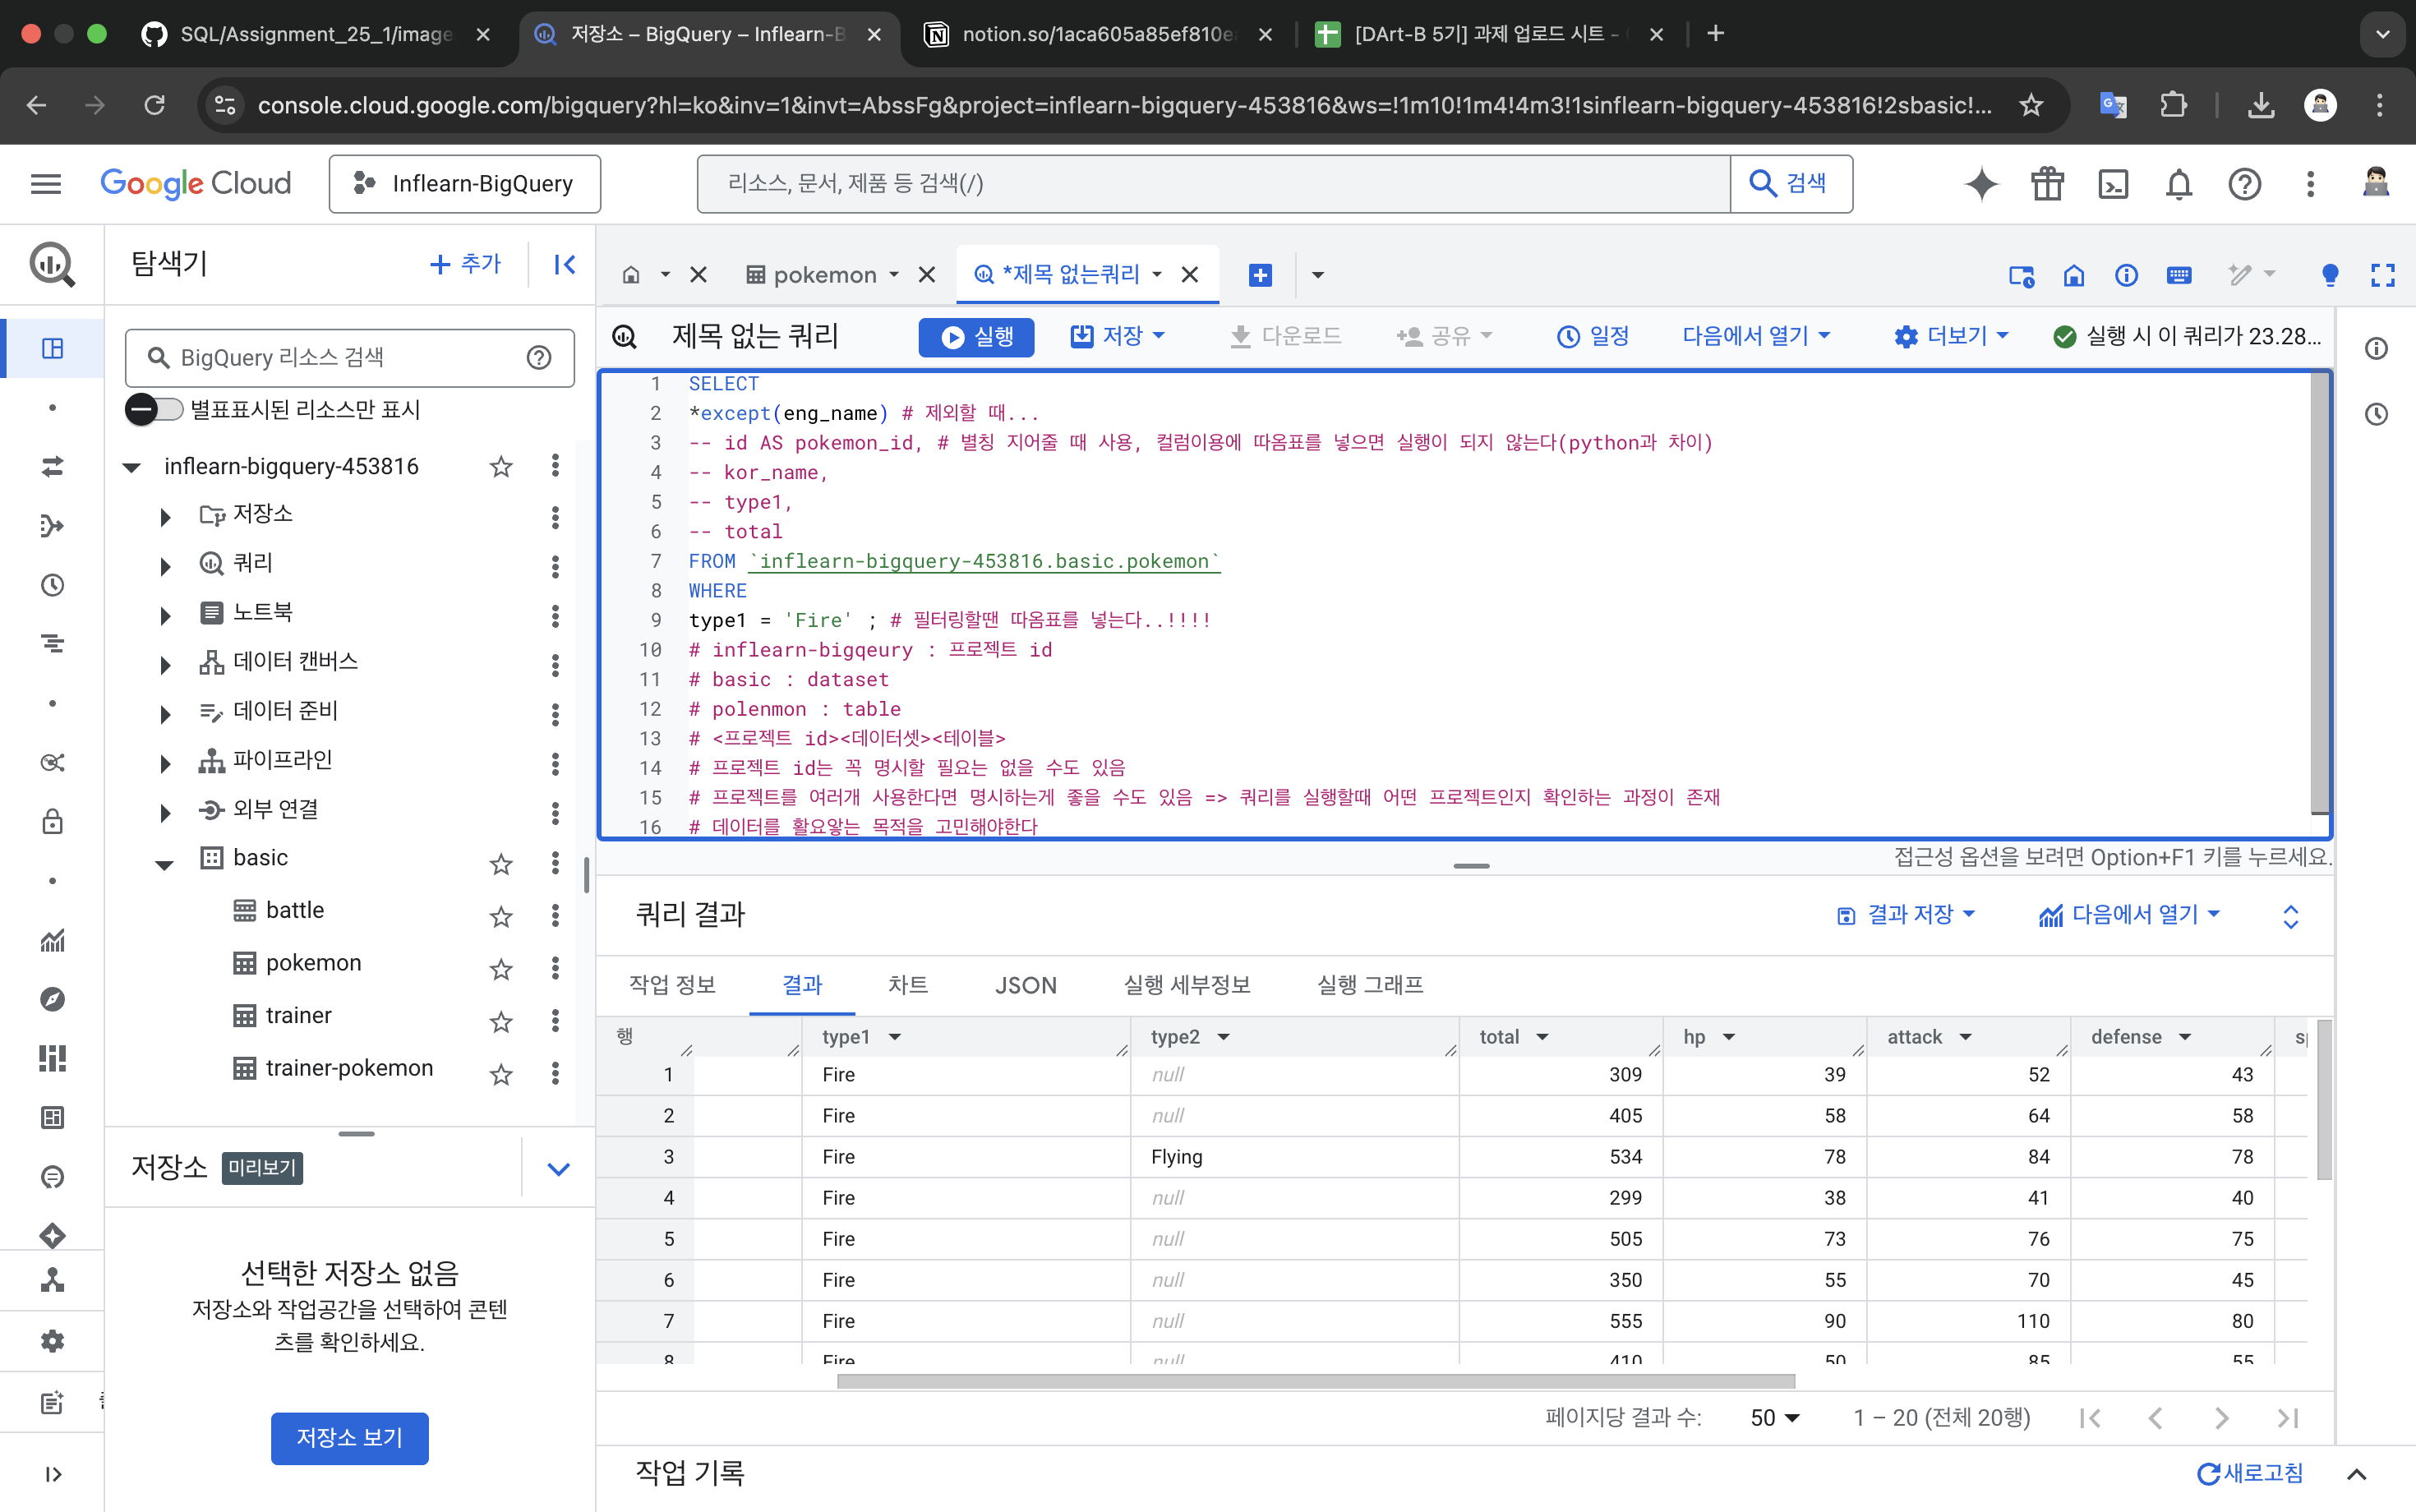 SQL/Assignment_25_1/image
저장소 – BigQuery – Inflearn-B
notion.so/1aca605a85ef810e
[DArt-B 5기] 과제 업로드 시트 -
console.cloud.google.com/bigquery?hl=ko&inv=1&invt=AbssFg&project=inflearn-bigquery-453816&ws=!1m10!1m4!4m3!1sinflearn-bigquery-453816!2sbasic!...
Google Cloud
Inflearn-BigQuery
리소스, 문서, 제품 등 검색(/)
검색
탐색기
+ 추가
pokemon
*제목 없는쿼리
BigQuery 리소스 검색
별표표시된 리소스만 표시
inflearn-bigquery-453816
저장소
쿼리
노트북
데이터 캔버스
데이터 준비
파이프라인
외부 연결
basic
battle
pokemon
trainer
trainer-pokemon
저장소 미리보기
선택한 저장소 없음
저장소와 작업공간을 선택하여 콘텐
츠를 확인하세요.
저장소 보기
제목 없는 쿼리
실행
저장
다운로드
공유
일정
다음에서 열기
더보기
실행 시 이 쿼리가 23.28...
1 SELECT
2 *except(eng_name) # 제외할 때...
3 -- id AS pokemon_id, # 별칭 지어줄 때 사용, 컬럼이용에 따옴표를 넣으면 실행이 되지 않는다(python과 차이)
4 -- kor_name,
5 -- type1,
6 -- total
7 FROM `inflearn-bigquery-453816.basic.pokemon`
8 WHERE
9 type1 = 'Fire' ; # 필터링할땐 따옴표를 넣는다..!!!!
10 # inflearn-bigqeury : 프로젝트 id
11 # basic : dataset
12 # polenmon : table
13 # <프로젝트 id><데이터셋><테이블>
14 # 프로젝트 id는 꼭 명시할 필요는 없을 수도 있음
15 # 프로젝트를 여러개 사용한다면 명시하는게 좋을 수도 있음 => 쿼리를 실행할때 어떤 프로젝트인지 확인하는 과정이 존재
16 # 데이터를 활요앟는 목적을 고민해야한다
접근성 옵션을 보려면 Option+F1 키를 누르세요.
쿼리 결과
결과 저장
다음에서 열기
작업 정보 결과 차트 JSON 실행 세부정보 실행 그래프
행 type1 type2 total hp attack defense
1 Fire null 309 39 52 43
2 Fire null 405 58 64 58
3 Fire Flying 534 78 84 78
4 Fire null 299 38 41 40
5 Fire null 505 73 76 75
6 Fire null 350 55 70 45
7 Fire null 555 90 110 80
8 Fire null 410 50 85 55
페이지당 결과 수: 50 1 – 20 (전체 20행)
작업 기록
새로고침